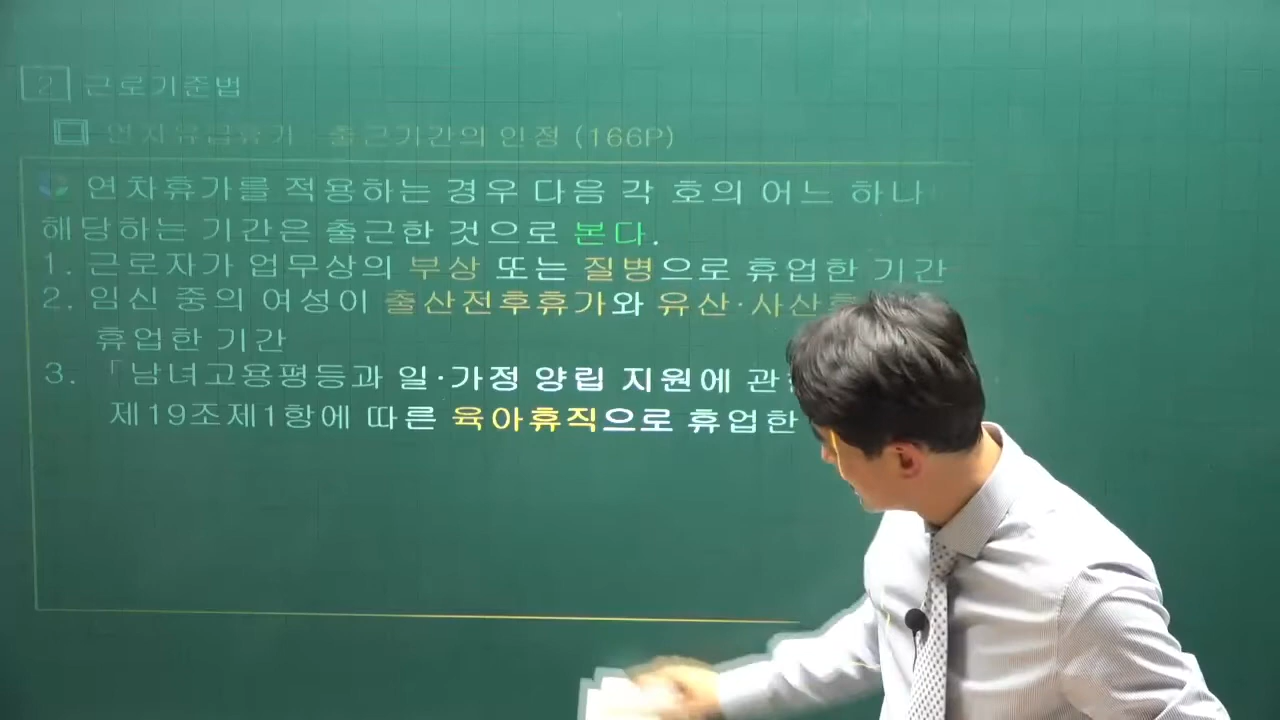 2 근로기준법
연차유급휴가 - 출근기간의 인정 (166P)
연차휴가를 적용하는 경우 다음 각 호의 어느 하나
해당하는 기간은 출근한 것으로 본다.
1. 근로자가 업무상의 부상 또는 질병으로 휴업한 기간
2. 임신 중의 여성이 출산전후휴가와 유산·사산
휴업한 기간
3. 「남녀고용평등과 일·가정 양립 지원에
제19조제1항에 따른 육아휴직으로 휴업한